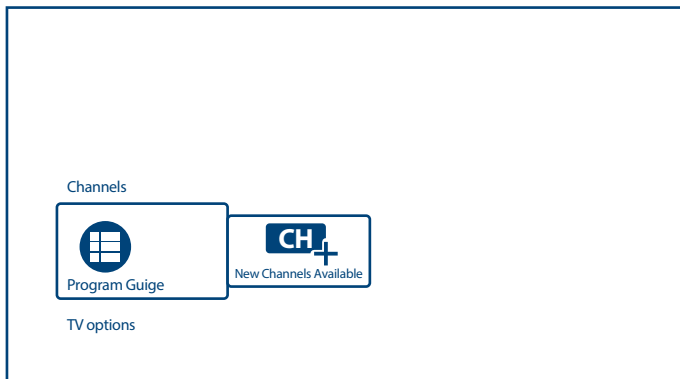 Channels
CH
Program Guige
New Channels Available
TV options